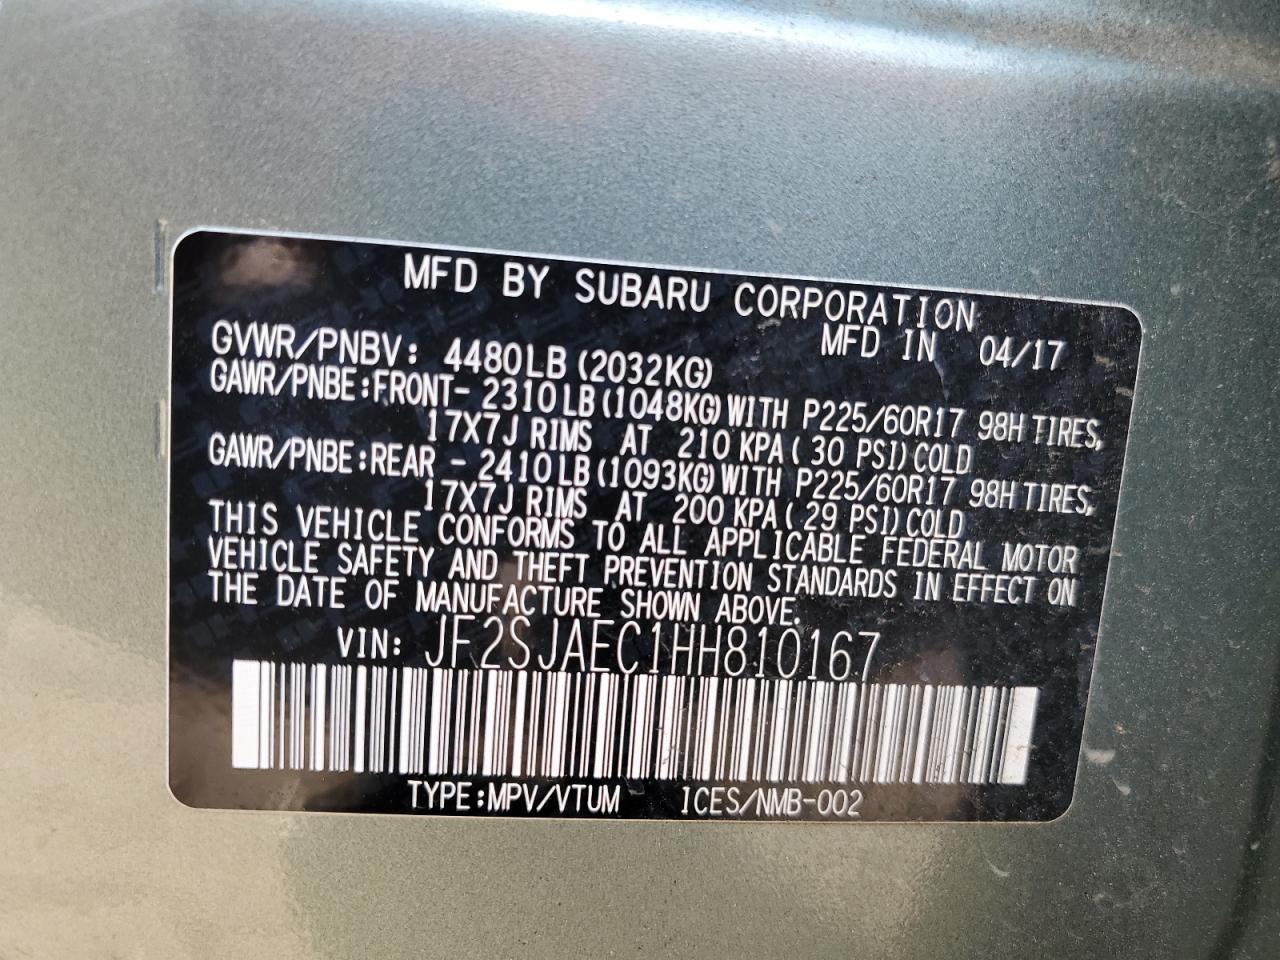 MFD BY SUBARU CORPORATION
MFD IN 04/17
GVWR/PNBV: 4480LB (2032KG)
GAWR/PNBE:FRONT- 2310LB(1048KG)WITH P225/60R17 98H TIRES,
17X7J RIMS AT 210 KPA( 30 PSI)COLD
GAWR/PNBE:REAR - 2410LB(1093KG)WITH P225/60R17 98H TIRES,
17X7J RIMS AT 200 KPA( 29 PSI)COLD
THIS VEHICLE CONFORMS TO ALL APPLICABLE FEDERAL MOTOR
VEHICLE SAFETY AND THEFT PREVENTION STANDARDS IN EFFECT ON
THE DATE OF MANUFACTURE SHOWN ABOVE.
VIN: JF2SJAEC1HH810167
TYPE:MPV/VTUM ICES/NMB-002